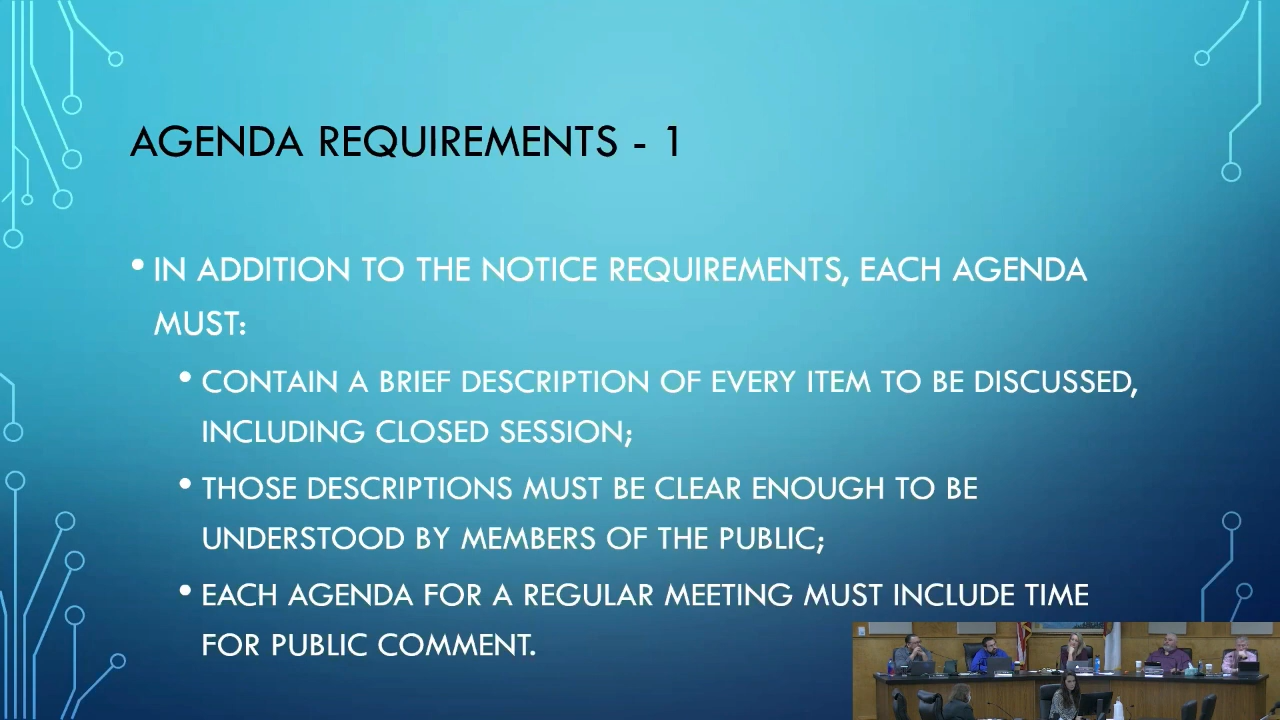 AGENDA REQUIREMENTS - 1
• IN ADDITION TO THE NOTICE REQUIREMENTS, EACH AGENDA
MUST:
• CONTAIN A BRIEF DESCRIPTION OF EVERY ITEM TO BE DISCUSSED,
INCLUDING CLOSED SESSION;
• THOSE DESCRIPTIONS MUST BE CLEAR ENOUGH TO BE
UNDERSTOOD BY MEMBERS OF THE PUBLIC;
• EACH AGENDA FOR A REGULAR MEETING MUST INCLUDE TIME
FOR PUBLIC COMMENT.